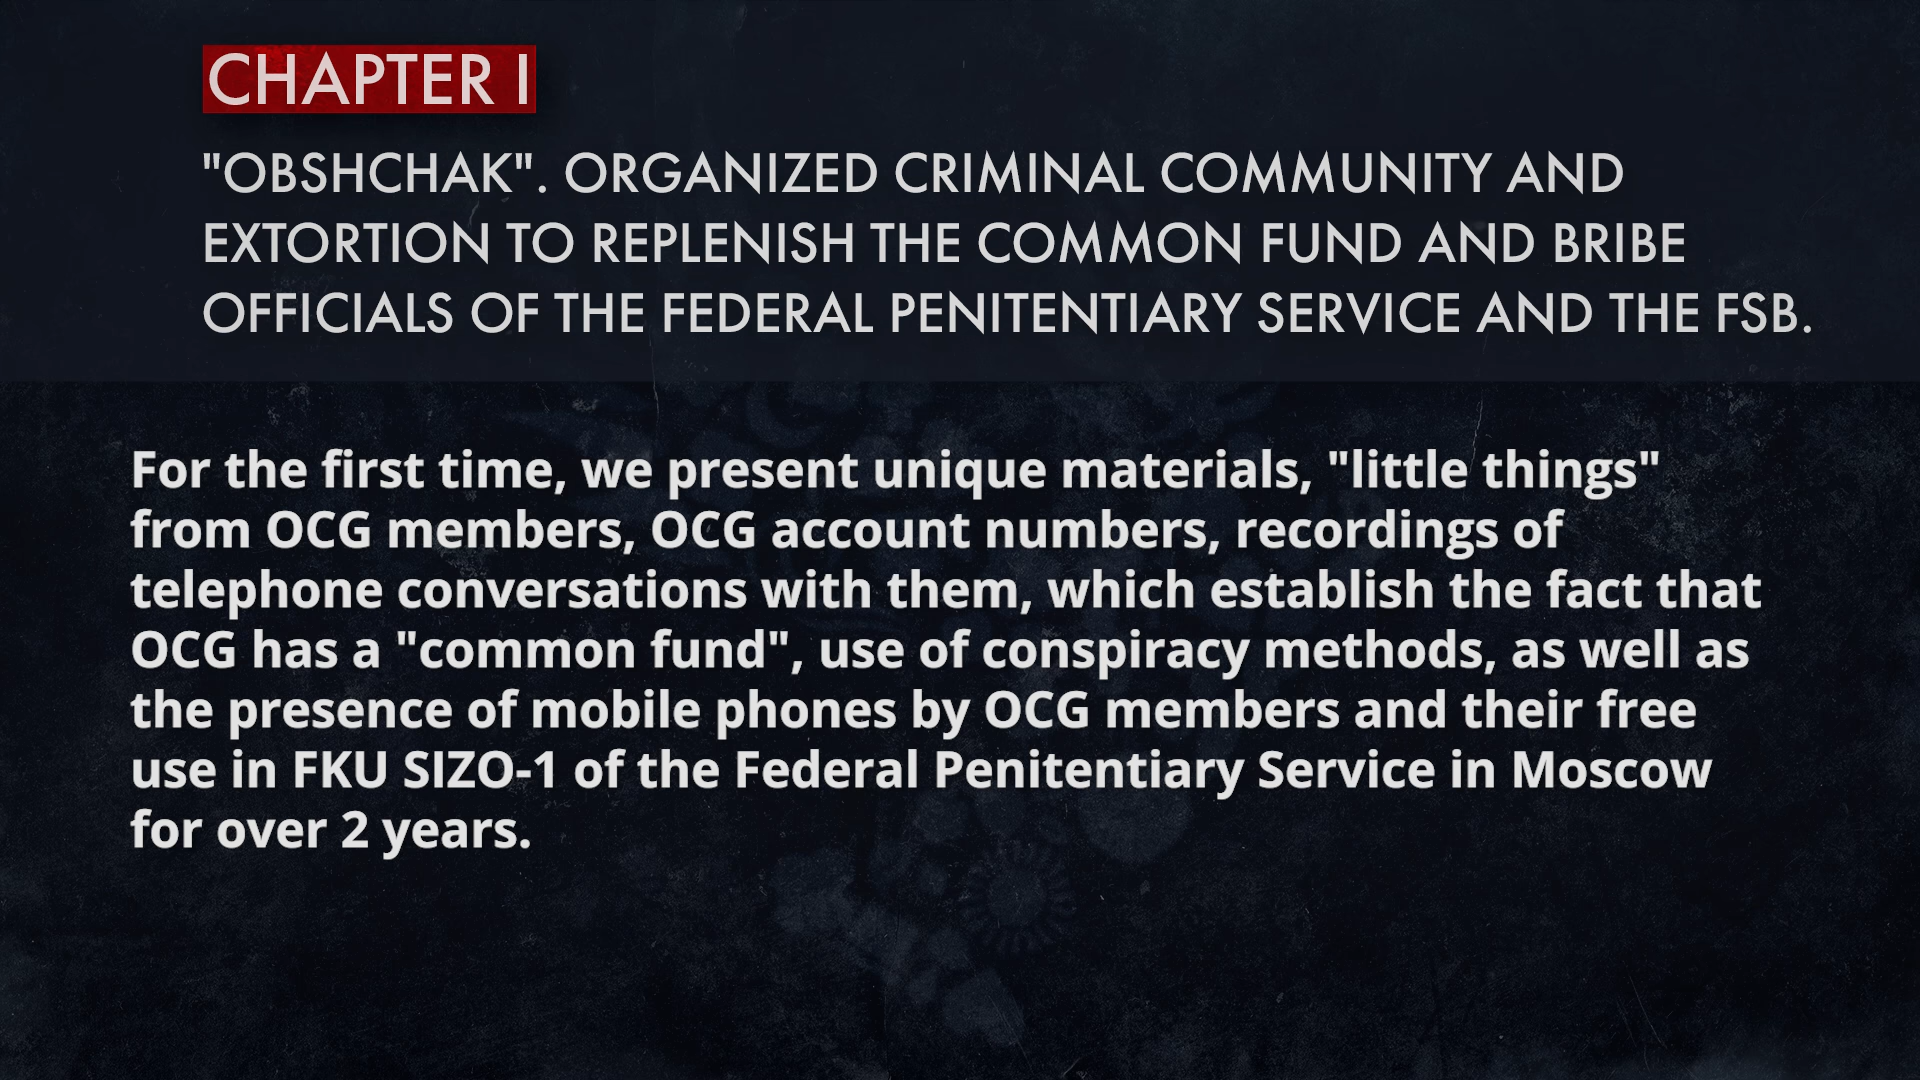 CHAPTER I
"OBSHCHAK". ORGANIZED CRIMINAL COMMUNITY AND
EXTORTION TO REPLENISH THE COMMON FUND AND BRIBE
OFFICIALS OF THE FEDERAL PENITENTIARY SERVICE AND THE FSB.
For the first time, we present unique materials, "little things"
from OCG members, OCG account numbers, recordings of
telephone conversations with them, which establish the fact that
OCG has a "common fund", use of conspiracy methods, as well as
the presence of mobile phones by OCG members and their free
use in FKU SIZO-1 of the Federal Penitentiary Service in Moscow
for over 2 years.